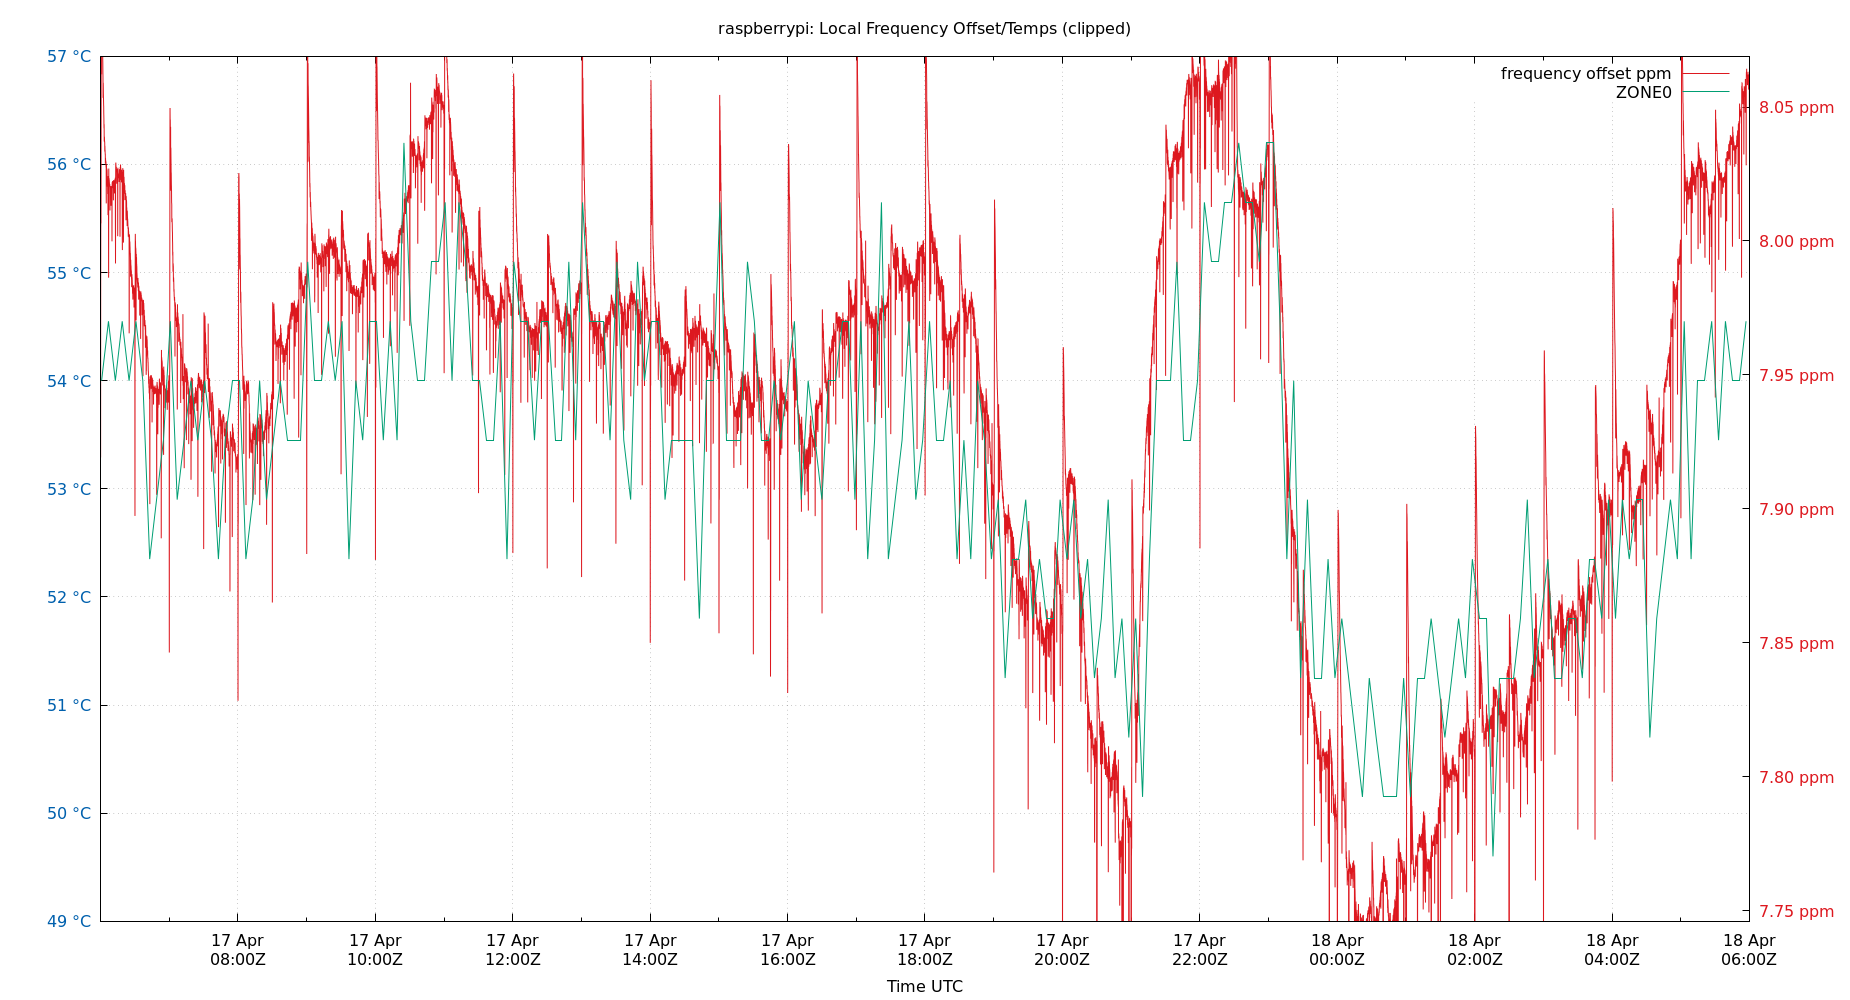 raspberrypi: Local Frequency Offset/Temps (clipped)
57 °C
56 °C
55 °C
54 °C
53 °C
52 °C
51 °C
50 °C
49 °C
frequency offset ppm
ZONE0
8.05 ppm
8.00 ppm
7.95 ppm
7.90 ppm
7.85 ppm
7.80 ppm
7.75 ppm
17 Apr 17 Apr 17 Apr 17 Apr 17 Apr 17 Apr 17 Apr 17 Apr 18 Apr 18 Apr 18 Apr 18 Apr
08:00Z 10:00Z 12:00Z 14:00Z 16:00Z 18:00Z 20:00Z 22:00Z 00:00Z 02:00Z 04:00Z 06:00Z
Time UTC